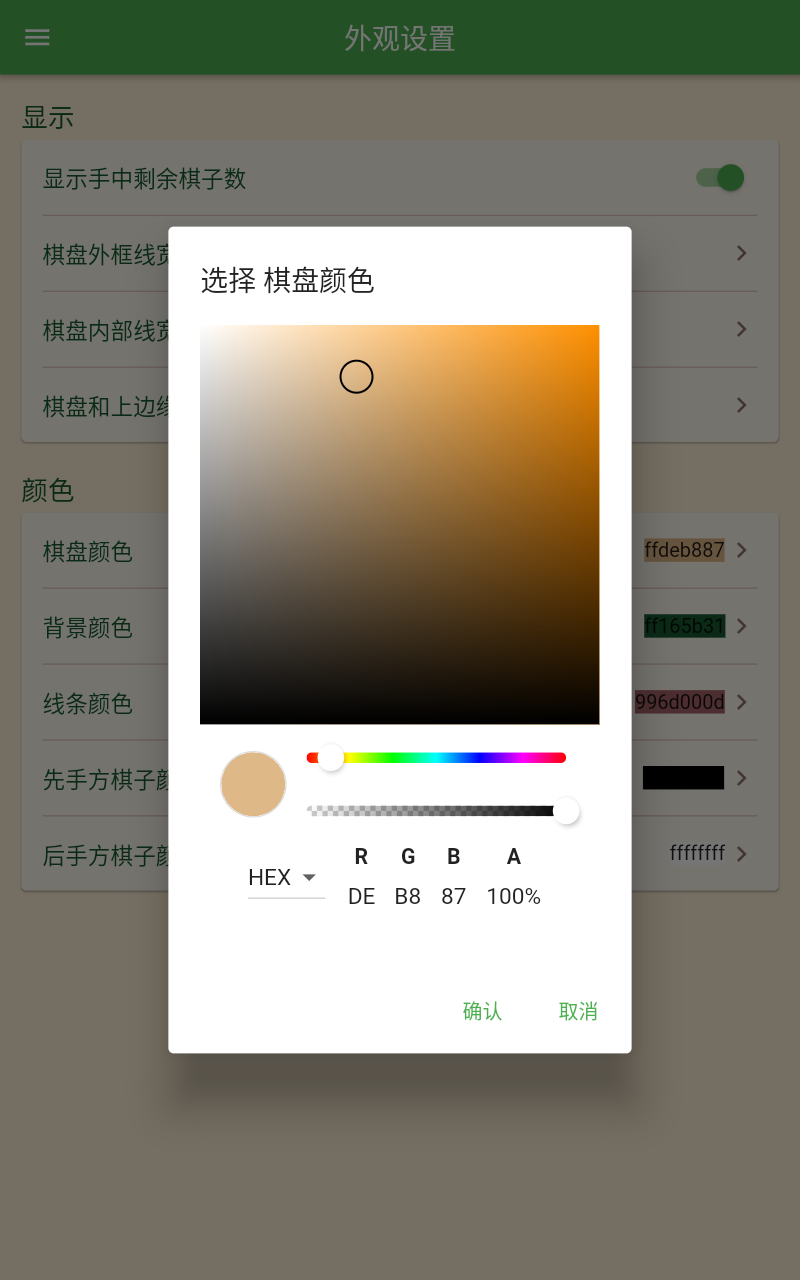 外观设置
显示
显示手中剩余棋子数
棋盘外框线宽
棋盘内部线宽
棋盘和上边缘
选择 棋盘颜色
颜色
棋盘颜色
ffdeb887
背景颜色
ff165b31
线条颜色
996d000d
先手方棋子颜
后手方棋子颜
ffffffff
HEX
R G B A
DE B8 87 100%
确认 取消